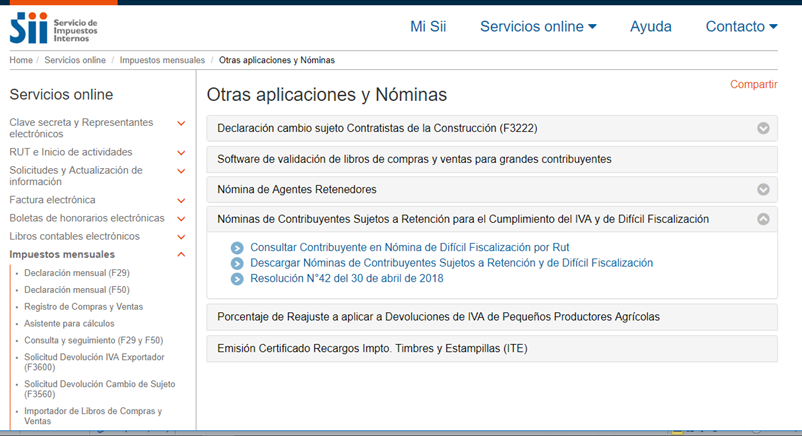 sii Servicio de
Impuestos
Internos
Mi Sii Servicios online Ayuda Contacto
Home / Servicios online / Impuestos mensuales / Otras aplicaciones y Nóminas
Servicios online
Clave secreta y Representantes
electrónicos
RUT e Inicio de actividades
Solicitudes y Actualización de
información
Factura electrónica
Boletas de honorarios electrónicas
Libros contables electrónicos
Impuestos mensuales
Declaración mensual (F29)
Declaración mensual (F50)
Registro de Compras y Ventas
Asistente para cálculos
Consulta y seguimiento (F29 y F50)
Solicitud Devolución IVA Exportador
(F3600)
Solicitud Devolución Cambio de Sujeto
(F3560)
Importador de Libros de Compras y
Ventas
Compartir
Otras aplicaciones y Nóminas
Declaración cambio sujeto Contratistas de la Construcción (F3222)
Software de validación de libros de compras y ventas para grandes contribuyentes
Nómina de Agentes Retenedores
Nóminas de Contribuyentes Sujetos a Retención para el Cumplimiento del IVA y de Difícil Fiscalización
Consultar Contribuyente en Nómina de Difícil Fiscalización por Rut
Descargar Nóminas de Contribuyentes Sujetos a Retención y de Difícil Fiscalización
Resolución N°42 del 30 de abril de 2018
Porcentaje de Reajuste a aplicar a Devoluciones de IVA de Pequeños Productores Agrícolas
Emisión Certificado Recargos Impto. Timbres y Estampillas (ITE)